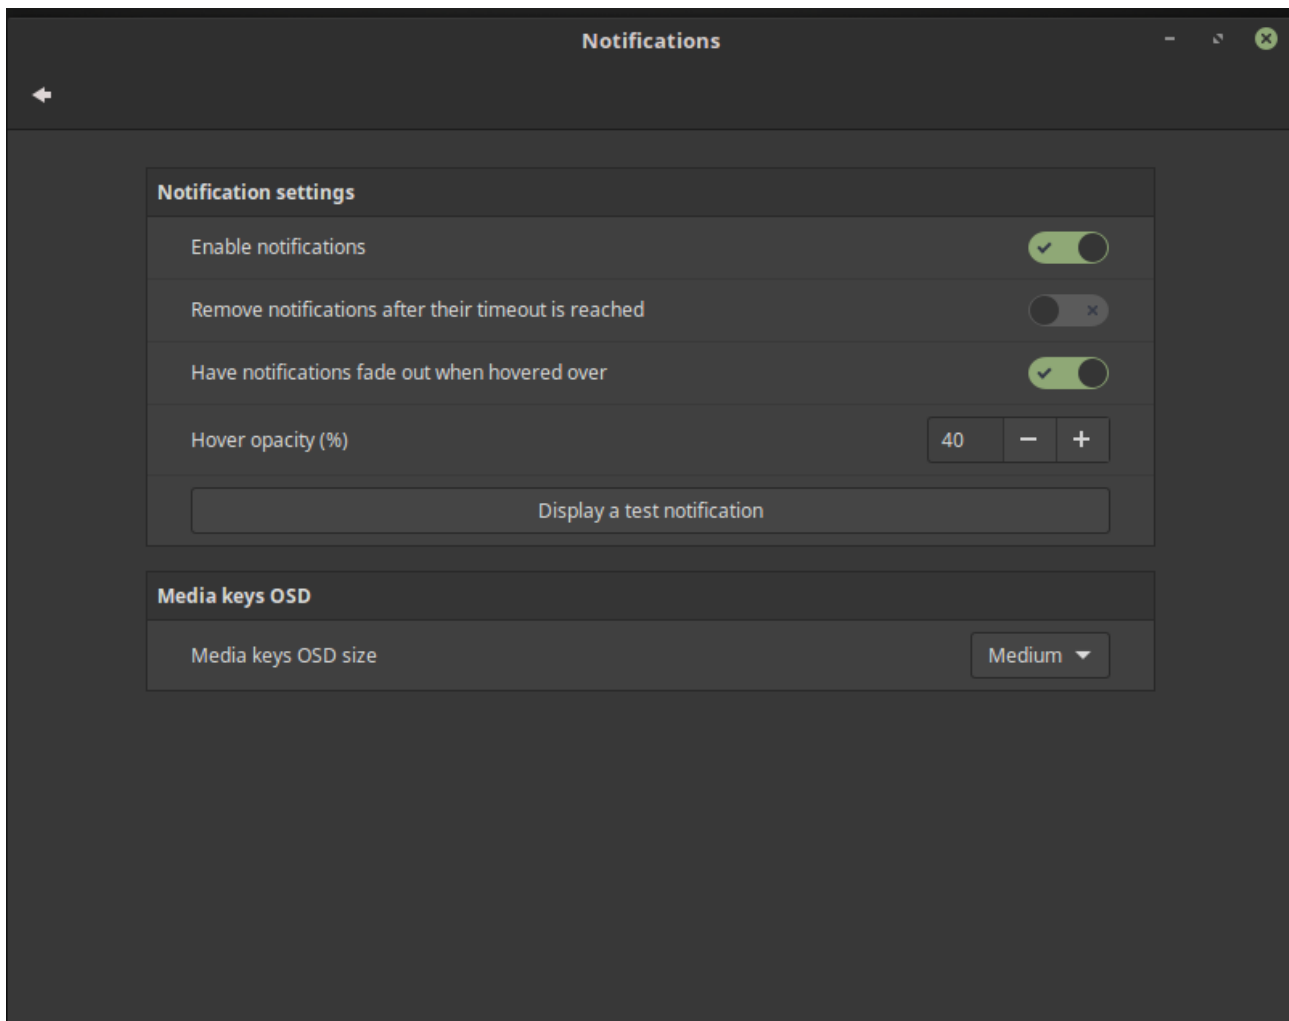 Notifications
Notification settings
Enable notifications
Remove notifications after their timeout is reached
Have notifications fade out when hovered over
Hover opacity (%)
40
Display a test notification
Media keys OSD
Media keys OSD size
Medium